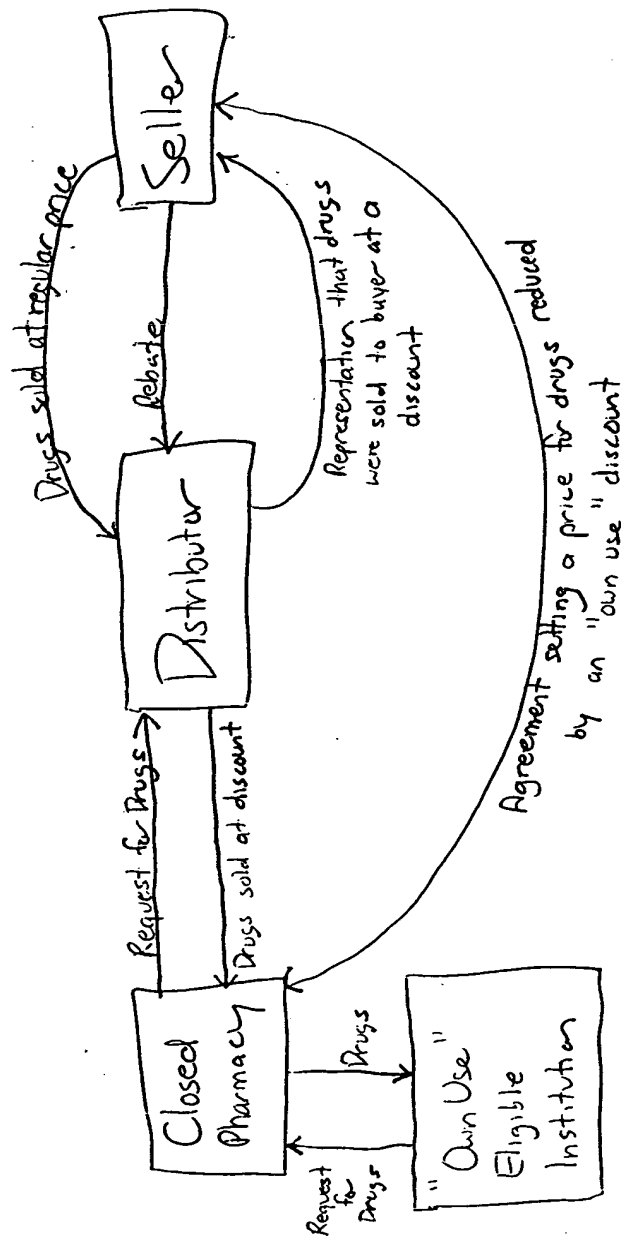 Drugs sold at regular price
Seller
Rebate
Representation that drugs
were sold to buyer at a
discount
Distributor
Request for Drugs
Drugs sold at discount
Agreement setting a price for drugs reduced
by an "own use" discount
Closed
Pharmacy
Drugs
Request
for
Drugs
"Own Use"
Eligible
Institution